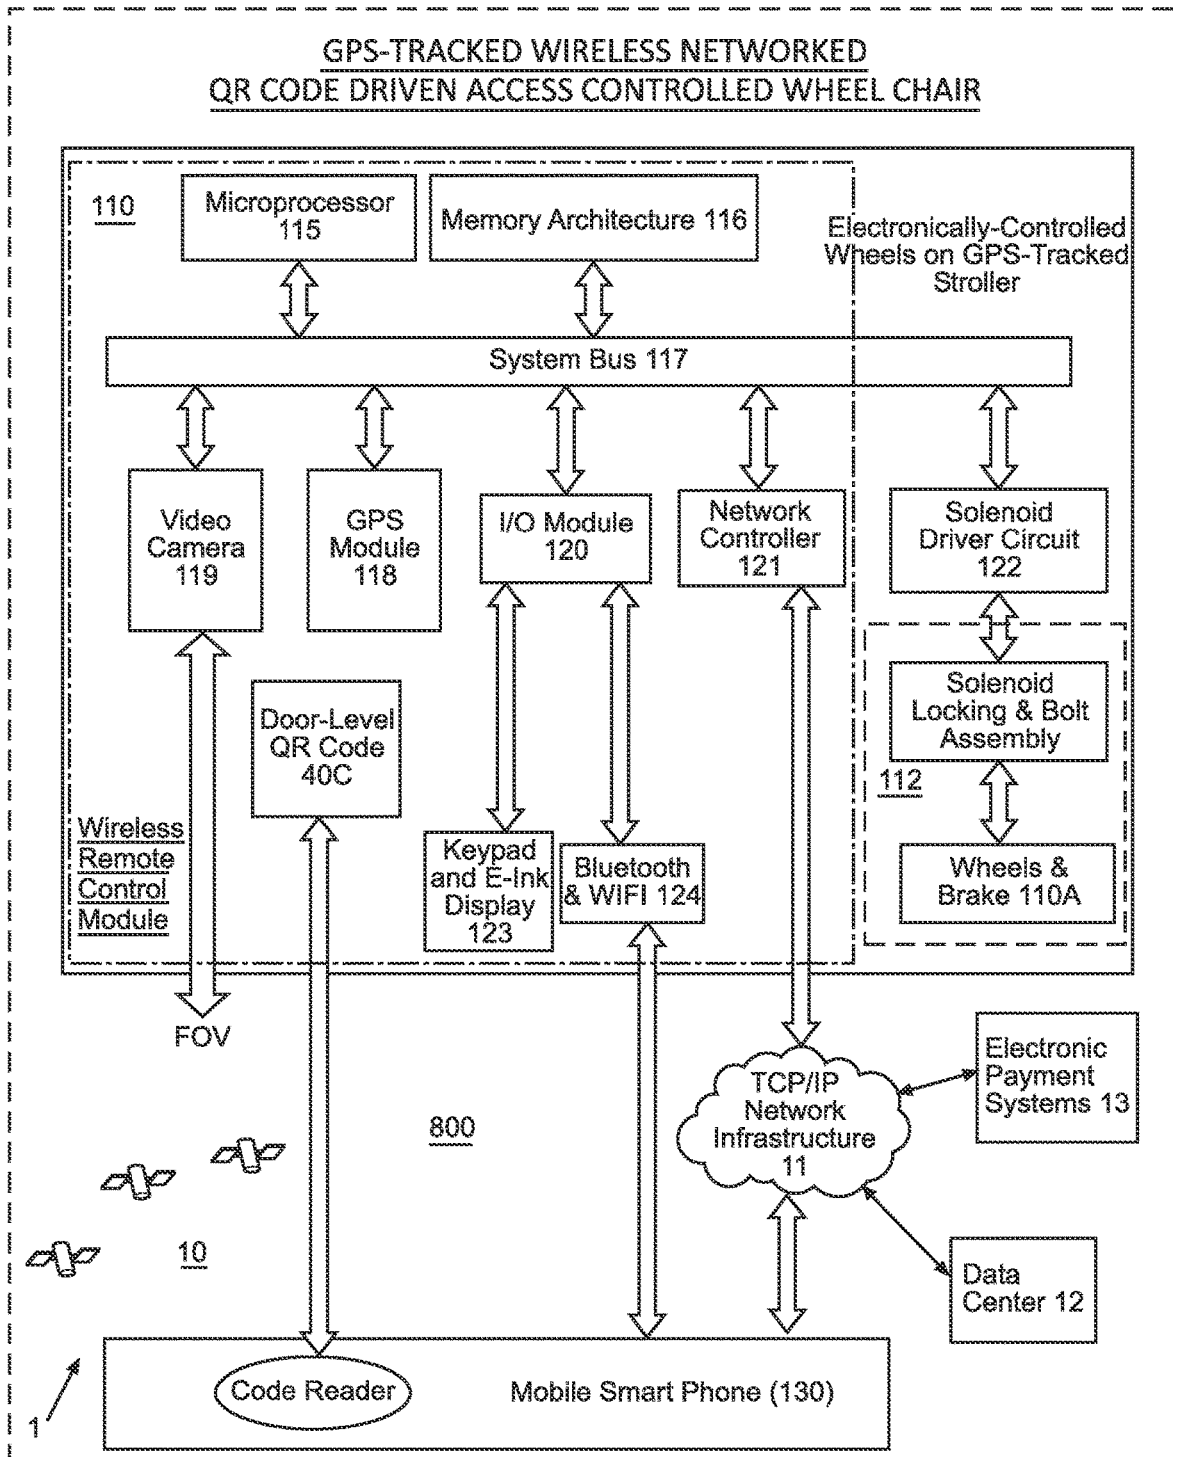 GPS-TRACKED WIRELESS NETWORKED
QR CODE DRIVEN ACCESS CONTROLLED WHEEL CHAIR
110
Microprocessor
115
Memory Architecture 116
Electronically-Controlled
Wheels on GPS-Tracked
Stroller
System Bus 117
Video
Camera
119
GPS
Module
118
I/O Module
120
Network
Controller
121
Solenoid
Driver Circuit
122
Door-Level
QR Code
40C
Solenoid
Locking & Bolt
Assembly
112
Wireless
Remote
Control
Module
Keypad
and E-Ink
Display
123
Bluetooth
& WIFI 124
Wheels &
Brake 110A
FOV
TCP/IP
Network
Infrastructure
11
Electronic
Payment
Systems 13
800
10
Data
Center 12
Code Reader
Mobile Smart Phone (130)
1